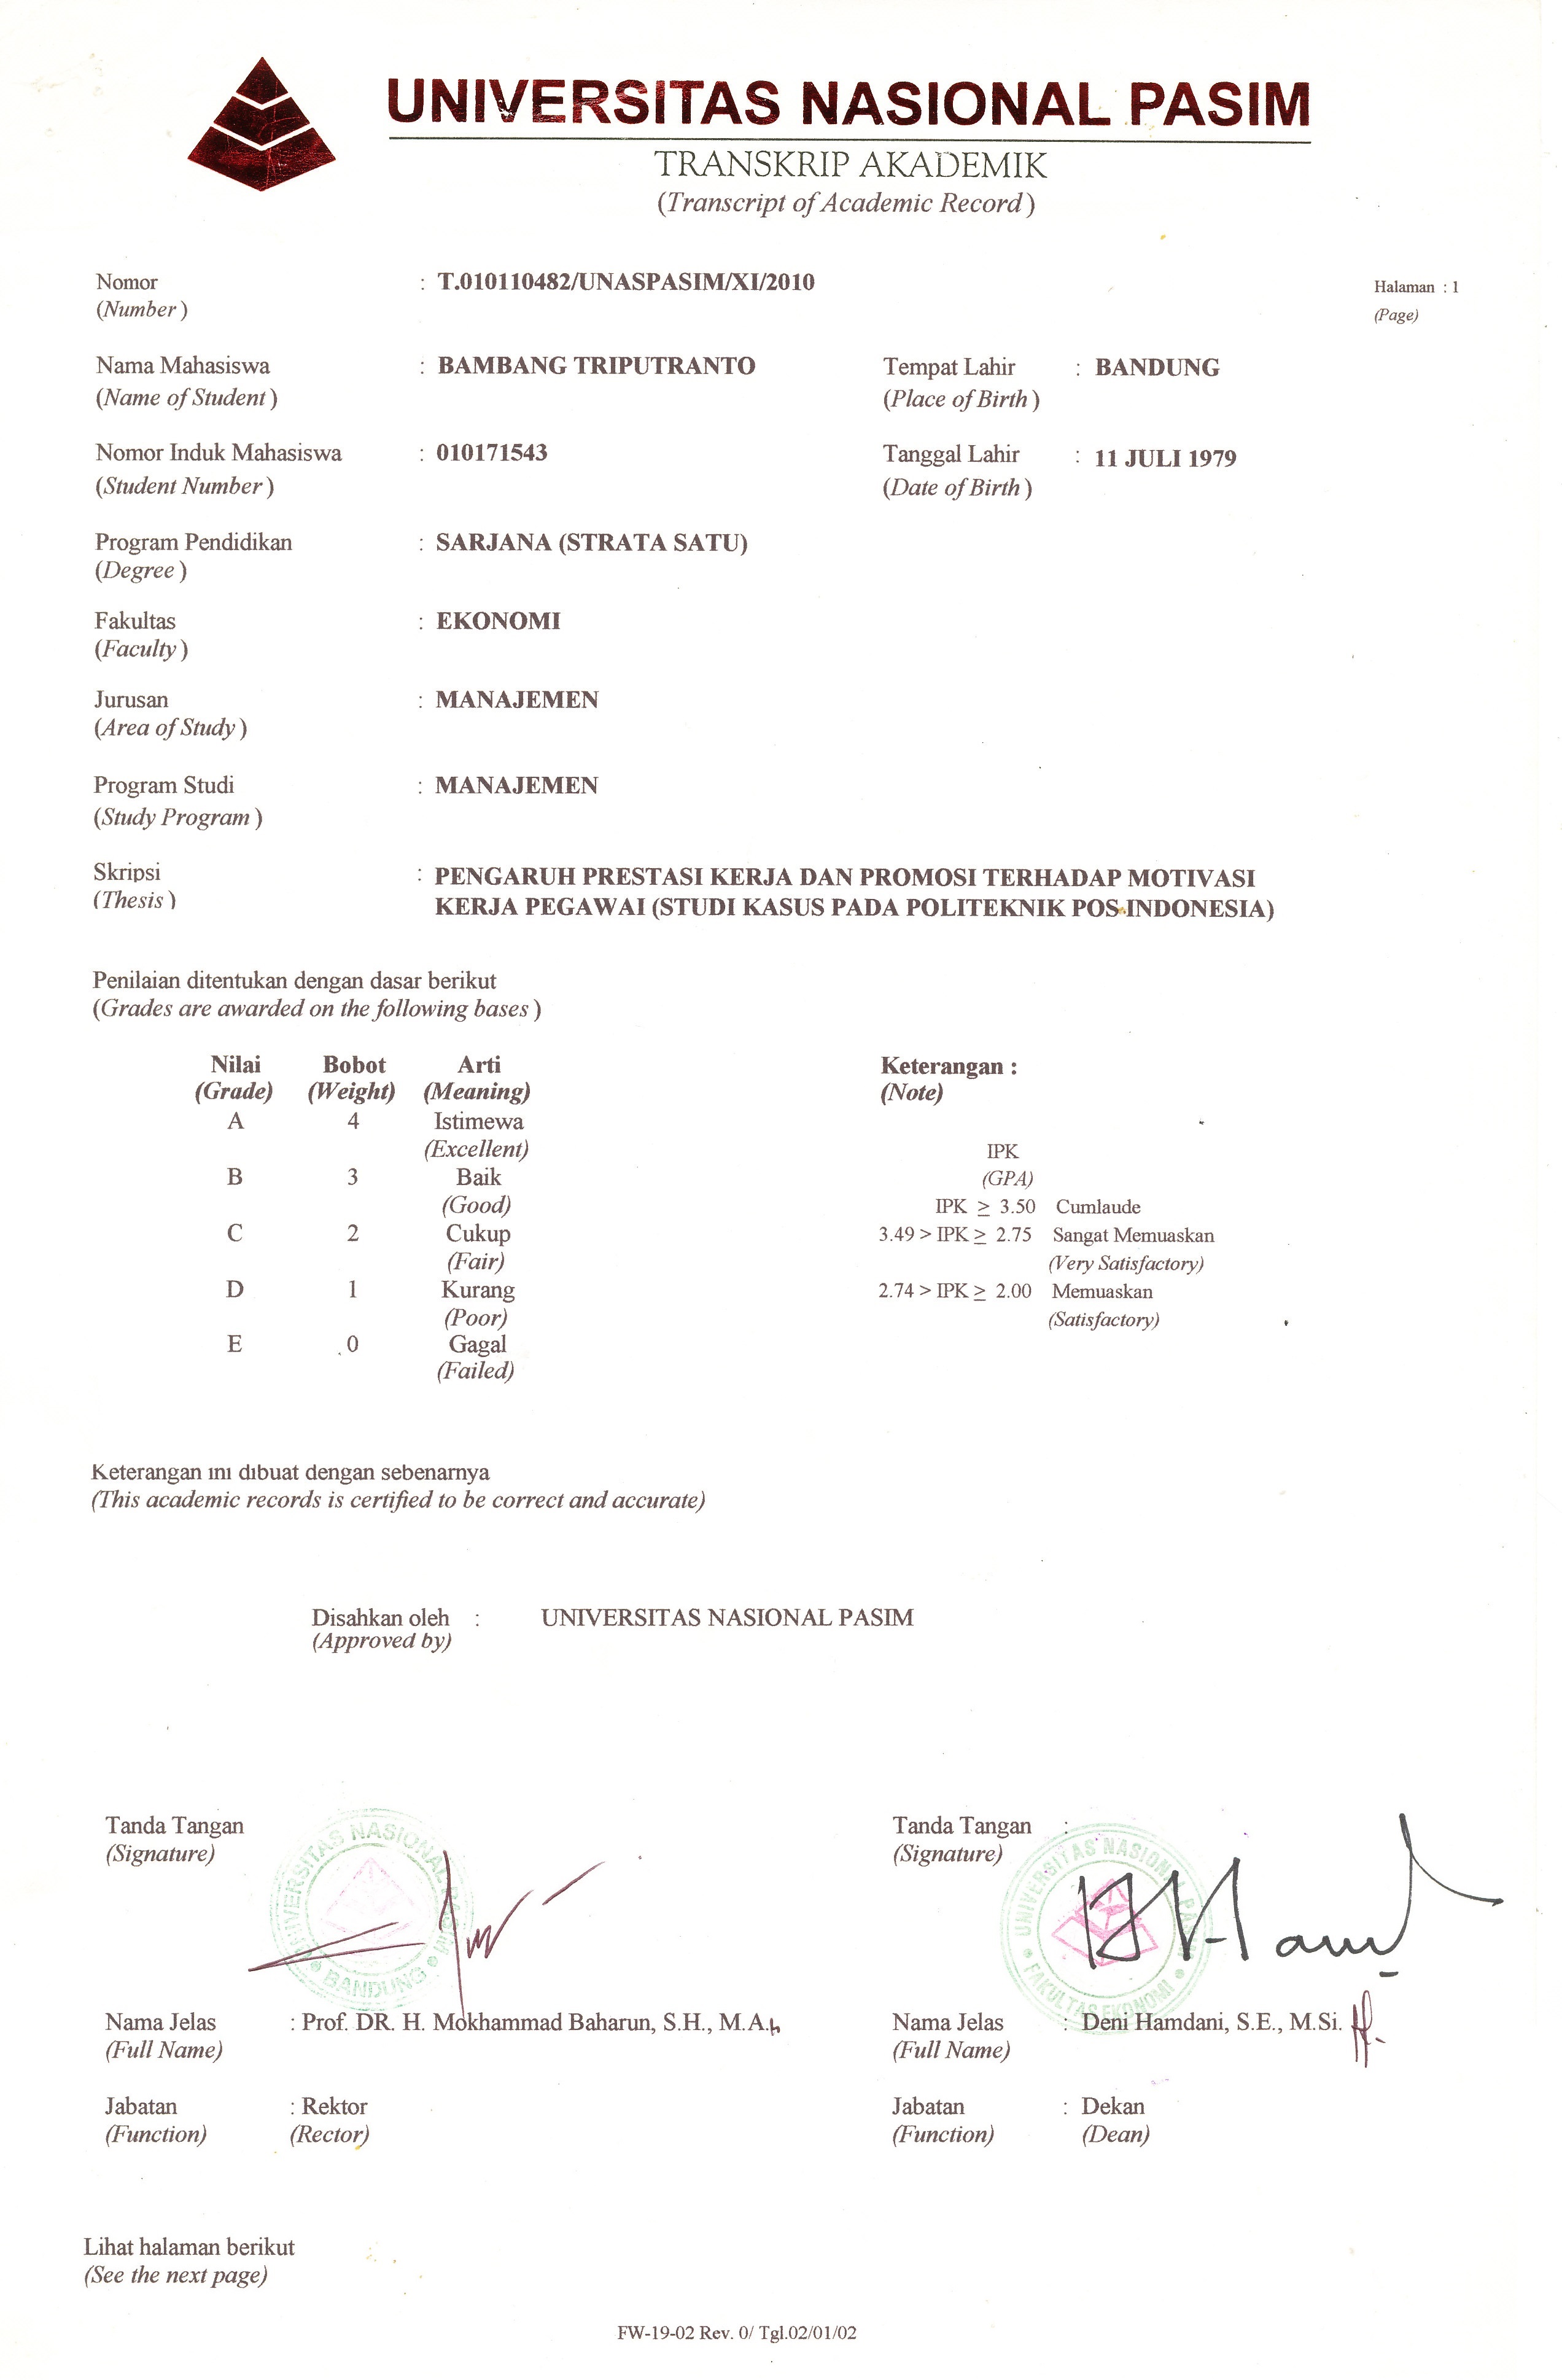 UNIVERSITAS NASIONAL PASIM
TRANSKRIP AKADEMIK
(Transcript of Academic Record)
Nomor : T.010110482/UNASPASIM/XI/2010 Halaman : 1
(Number) (Page)
Nama Mahasiswa : BAMBANG TRIPUTRANTO Tempat Lahir : BANDUNG
(Name of Student) (Place of Birth)
Nomor Induk Mahasiswa : 010171543 Tanggal Lahir : 11 JULI 1979
(Student Number) (Date of Birth)
Program Pendidikan : SARJANA (STRATA SATU)
(Degree)
Fakultas : EKONOMI
(Faculty)
Jurusan : MANAJEMEN
(Area of Study)
Program Studi : MANAJEMEN
(Study Program)
Skripsi : PENGARUH PRESTASI KERJA DAN PROMOSI TERHADAP MOTIVASI
(Thesis) KERJA PEGAWAI (STUDI KASUS PADA POLITEKNIK POS INDONESIA)
Penilaian ditentukan dengan dasar berikut
(Grades are awarded on the following bases)
Nilai Bobot Arti Keterangan :
(Grade) (Weight) (Meaning) (Note)
A 4 Istimewa
(Excellent) IPK
B 3 Baik (GPA)
(Good) IPK ≥ 3.50 Cumlaude
C 2 Cukup 3.49 > IPK ≥ 2.75 Sangat Memuaskan
(Fair) (Very Satisfactory)
D 1 Kurang 2.74 > IPK ≥ 2.00 Memuaskan
(Poor) (Satisfactory)
E 0 Gagal
(Failed)
Keterangan ini dibuat dengan sebenarnya
(This academic records is certified to be correct and accurate)
Disahkan oleh : UNIVERSITAS NASIONAL PASIM
(Approved by)
Tanda Tangan Tanda Tangan :
(Signature) (Signature)
UNIVERSITAS NASIONAL PASIM BANDUNG
UNIVERSITAS NASIONAL PASIM FAKULTAS EKONOMI
Nama Jelas : Prof. DR. H. Mokhammad Baharun, S.H., M.A. Nama Jelas : Deni Hamdani, S.E., M.Si.
(Full Name) (Full Name)
Jabatan : Rektor Jabatan : Dekan
(Function) (Rector) (Function) (Dean)
Lihat halaman berikut
(See the next page)
FW-19-02 Rev. 0/ Tgl.02/01/02